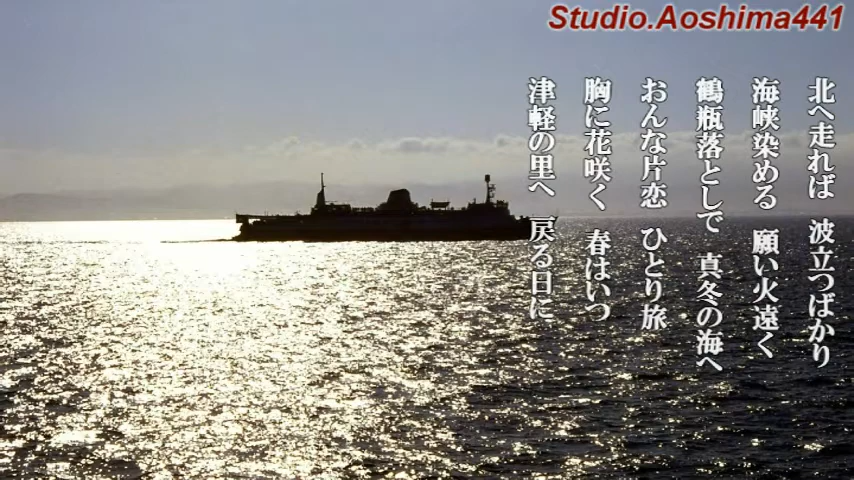 Studio.Aoshima441
北へ走れば 波立つばかり
海峡染める 願い火遠く
鶴瓶落としで 真冬の海へ
おんな片恋 ひとり旅
胸に花咲く 春はいつ
津軽の里へ 戻る日に